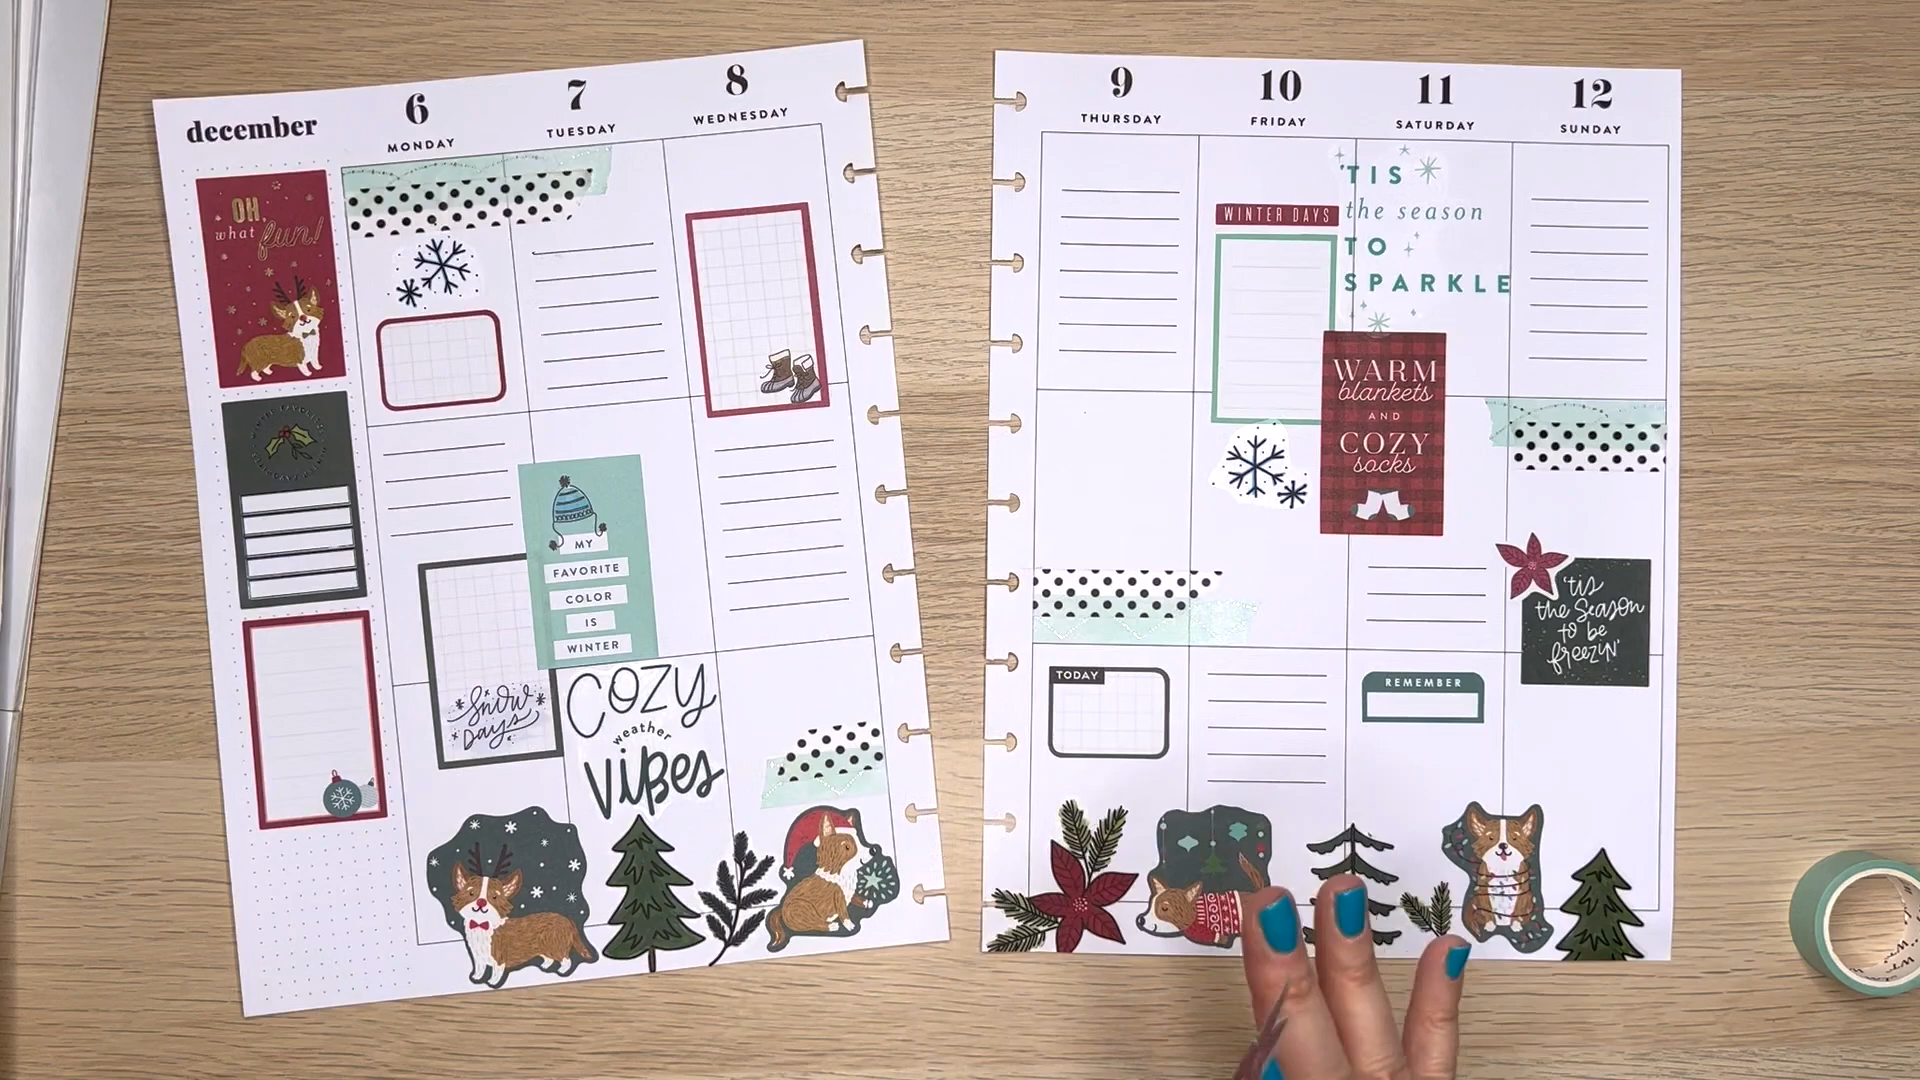 december
6
MONDAY
7
TUESDAY
8
WEDNESDAY
OH,
what fun!
MY
FAVORITE
COLOR
IS
WINTER
Snow
Days
COZY
weather
vibes
9
THURSDAY
10
FRIDAY
11
SATURDAY
12
SUNDAY
WINTER DAYS
'TIS
the season
TO
SPARKLE
WARM
blankets
AND
COZY
socks
'tis
the season
to be
freezin'
TODAY
REMEMBER